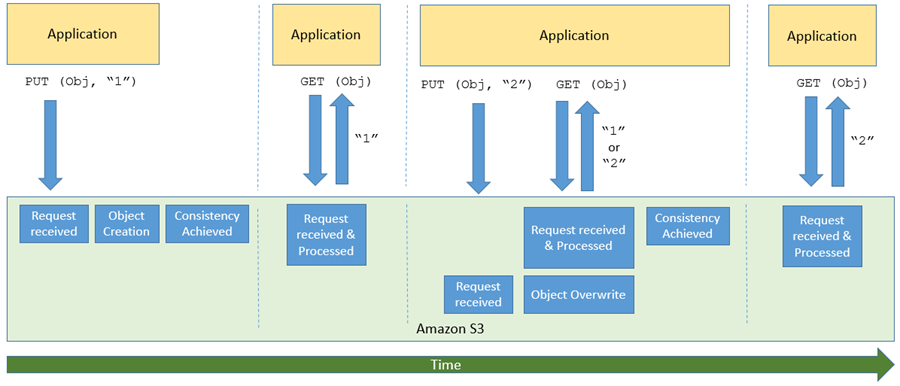 Application
PUT (Obj, “1”)
Request
received
Object
Creation
Consistency
Achieved
Application
GET (Obj)
“1”
Request
received &
Processed
Application
PUT (Obj, “2”)
GET (Obj)
“1”
or
“2”
Request received
& Processed
Consistency
Achieved
Request
received
Object Overwrite
Application
GET (Obj)
“2”
Request
received &
Processed
Amazon S3
Time